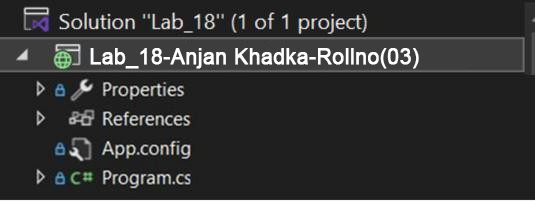 Solution "Lab_18" (1 of 1 project)
Lab_18-Anjan Khadka-Rollno(03)
Properties
References
App.config
C# Program.cs